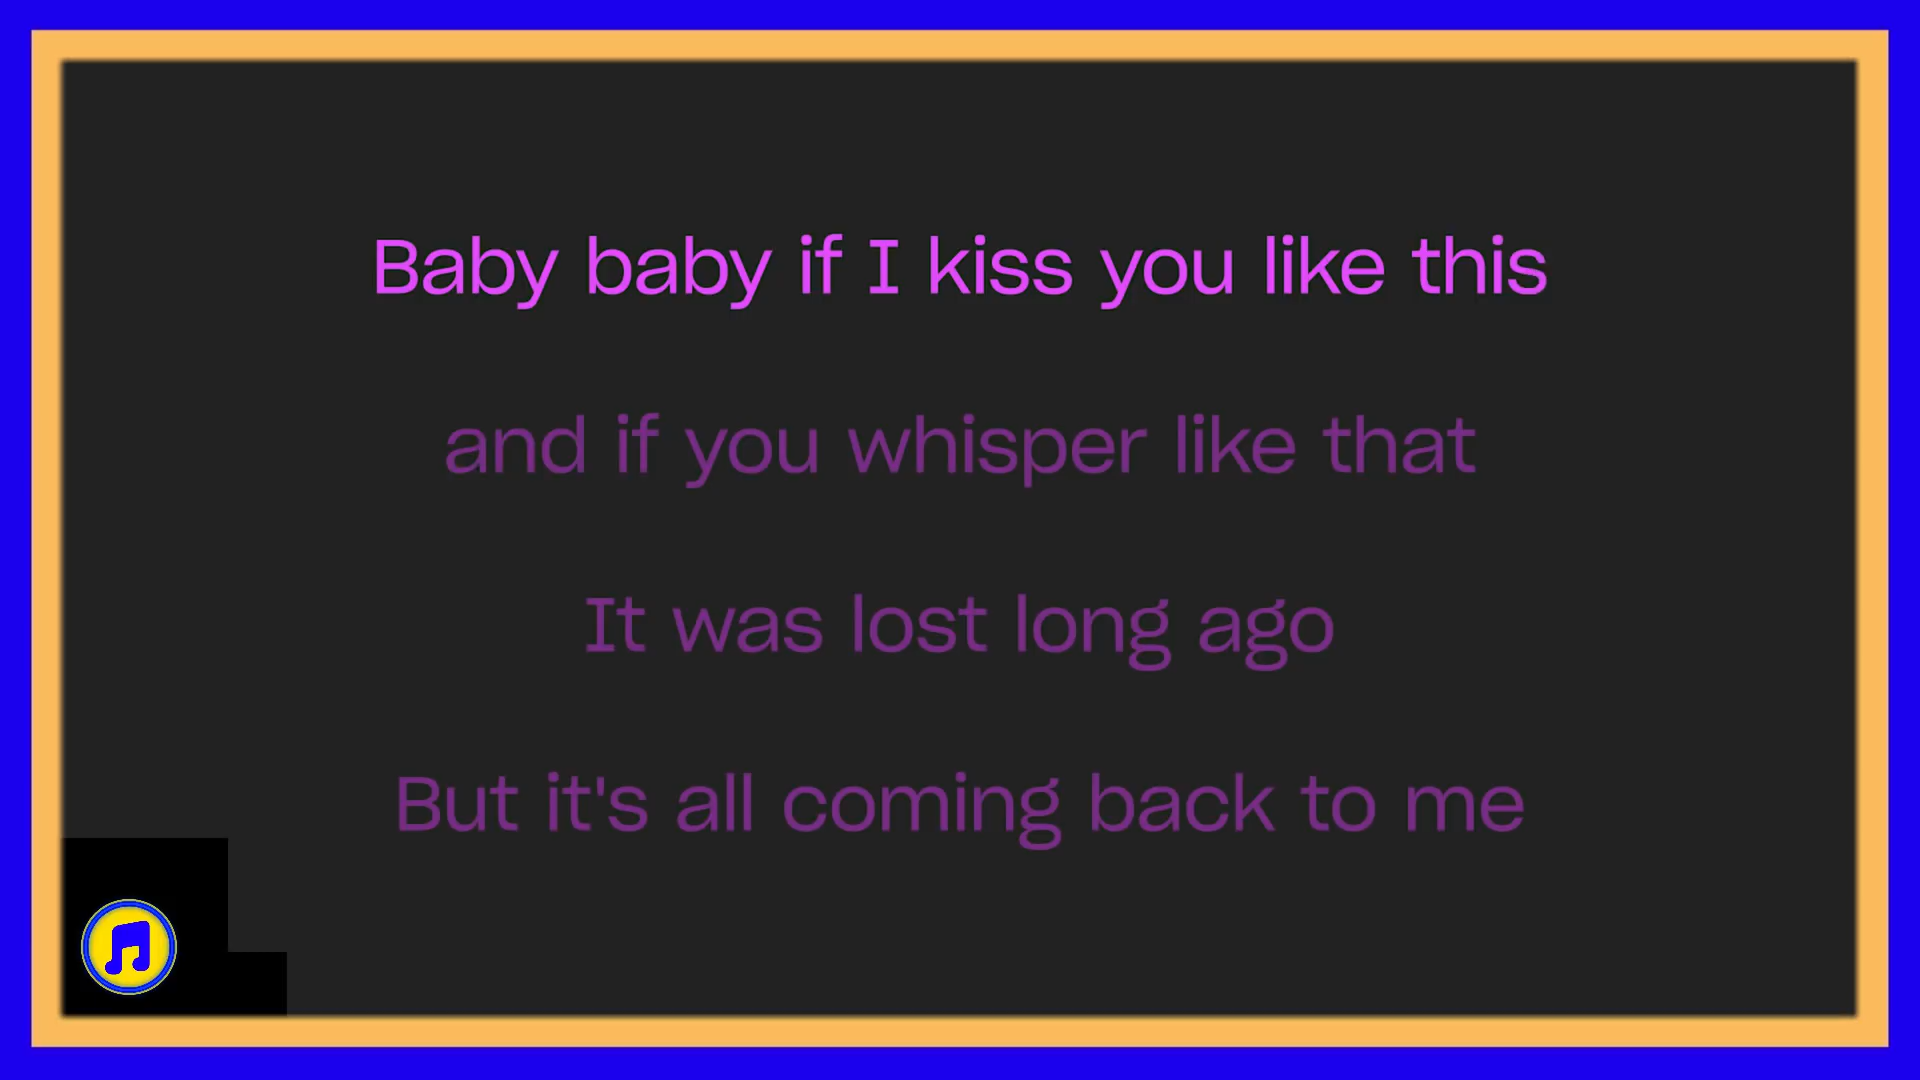 Baby baby if I kiss you like this
and if you whisper like that
It was lost long ago
But it's all coming back to me